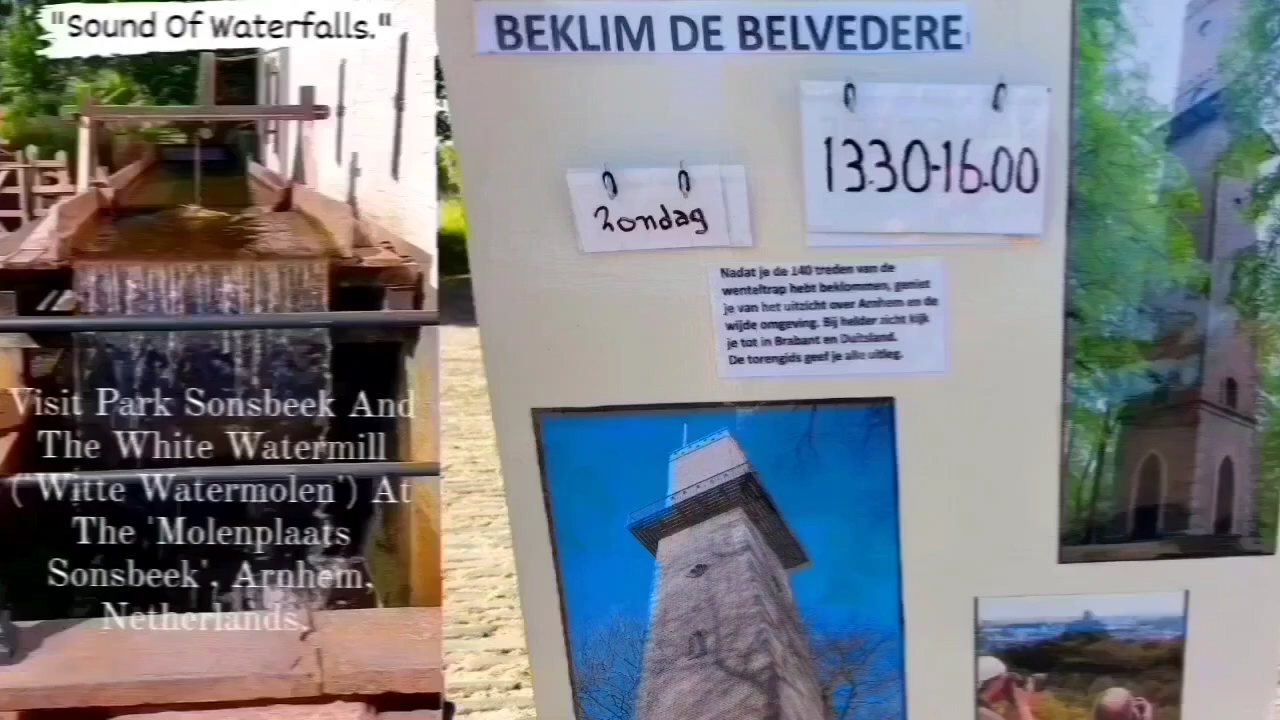 "Sound Of Waterfalls."
Visit Park Sonsbeek And
The White Watermill
('Witte Watermolen') At
The 'Molenplaats
Sonsbeek', Arnhem,
Netherlands.
BEKLIM DE BELVEDERE
Zondag
13.30-16.00
Nadat je de 140 treden van de
wenteltrap hebt beklommen, geniet
je van het uitzicht over Arnhem en de
wijde omgeving. Bij helder zicht kijk
je tot in Brabant en Duitsland.
De torengids geef je alle uitleg.